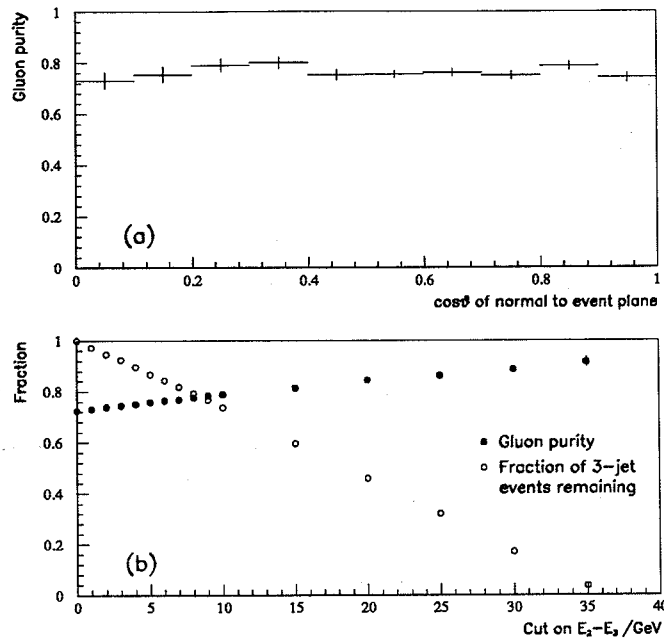 Gluon purity
1
0.8
0.6
0.4
0.2
0
(a)
0 0.2 0.4 0.6 0.8 1
cosϑ of normal to event plane
Fraction
1
0.8
0.6
0.4
0.2
0
Gluon purity
Fraction of 3-jet
events remaining
(b)
0 5 10 15 20 25 30 35 40
Cut on E₂-E₃ /GeV